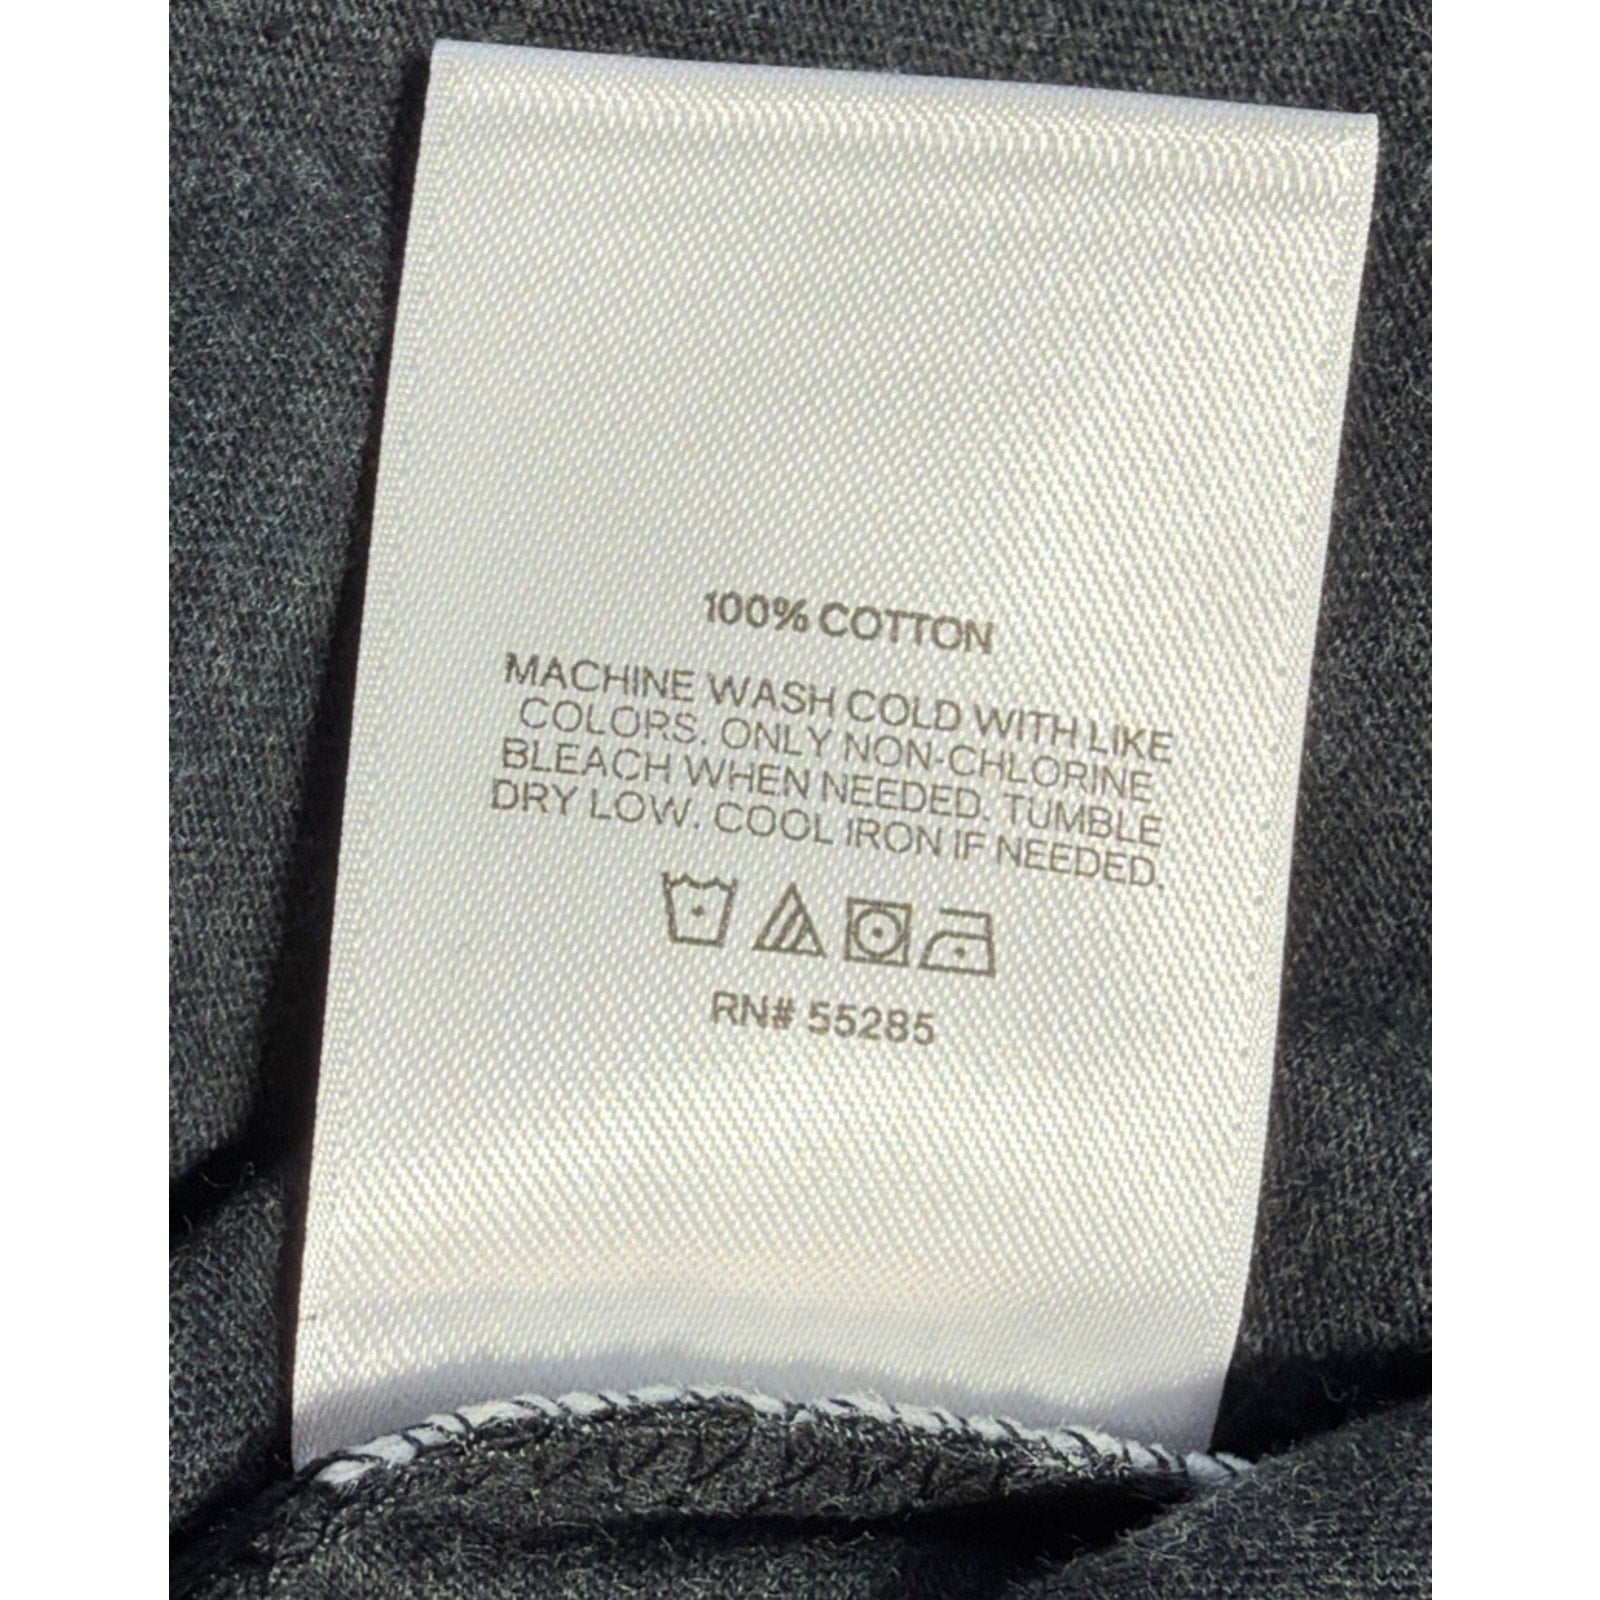 100% COTTON
MACHINE WASH COLD WITH LIKE
COLORS. ONLY NON-CHLORINE
BLEACH WHEN NEEDED. TUMBLE
DRY LOW. COOL IRON IF NEEDED.
RN# 55285